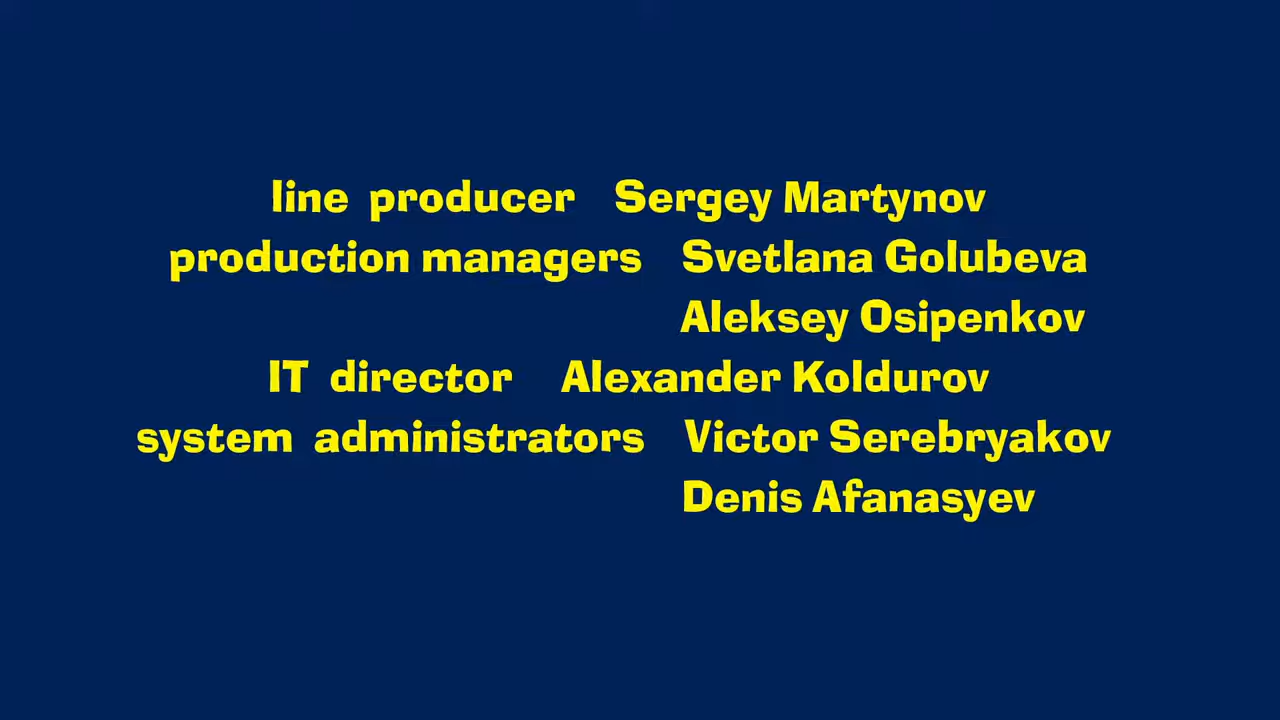 line producer Sergey Martynov
production managers Svetlana Golubeva
Aleksey Osipenkov
IT director Alexander Koldurov
system administrators Victor Serebryakov
Denis Afanasyev